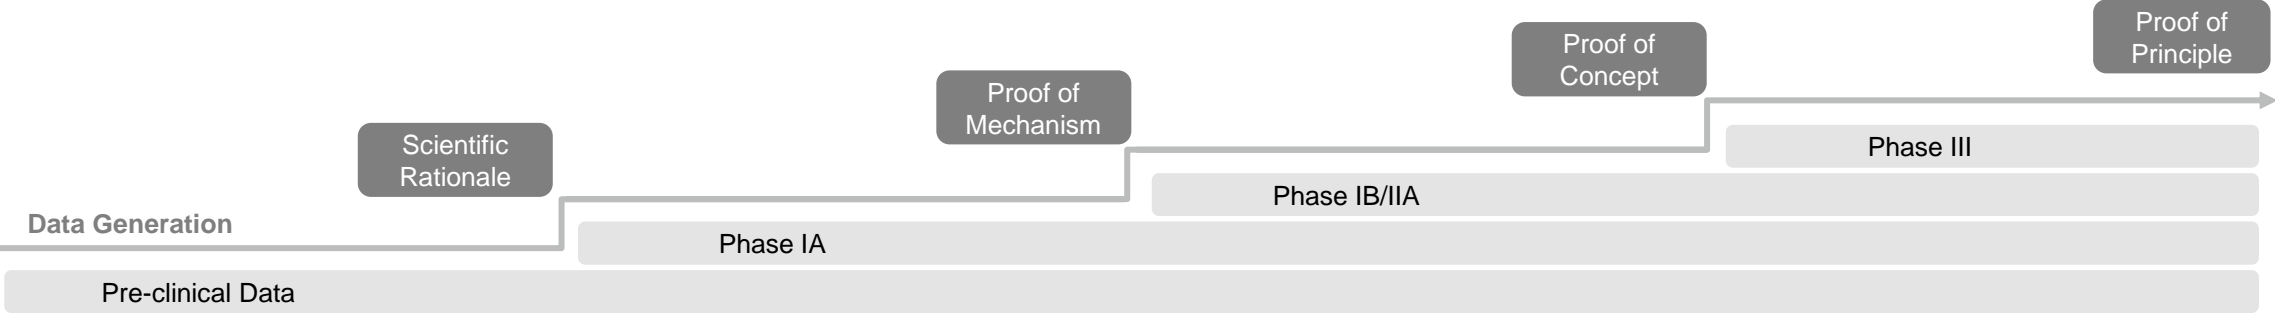 Proof of
Principle
Proof of
Concept
Proof of
Mechanism
Scientific
Rationale
Phase III
Phase IB/IIA
Data Generation
Phase IA
Pre-clinical Data